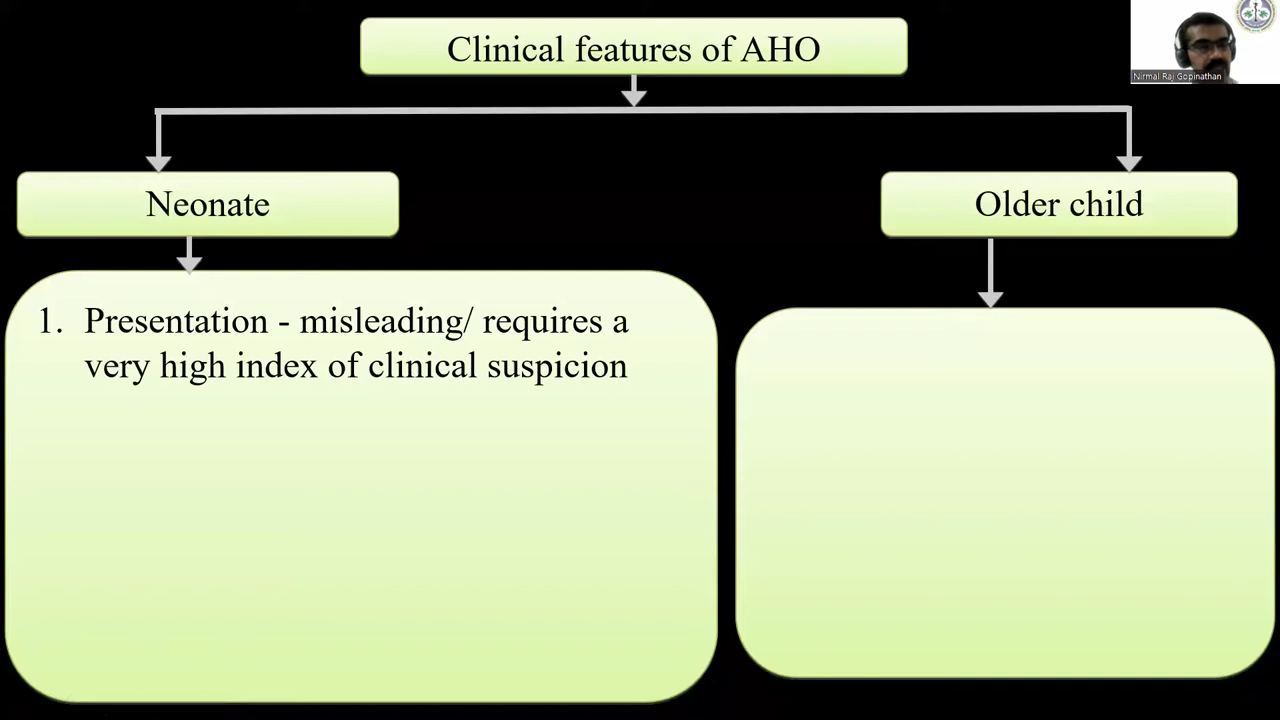 Clinical features of AHO
Nirmal Raj Gopinathan
Neonate
Older child
1. Presentation - misleading/ requires a
very high index of clinical suspicion